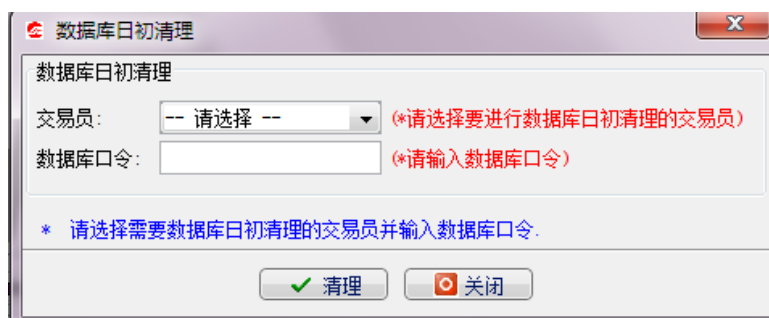 数据库日初清理
数据库日初清理
交易员: -- 请选择 -- (*请选择要进行数据库日初清理的交易员)
数据库口令: (*请输入数据库口令)
* 请选择需要数据库日初清理的交易员并输入数据库口令.
清理 关闭